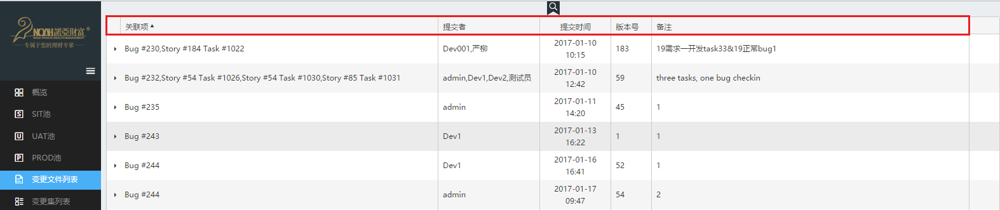 NOAH諾亞財富®
NOAH PRIVATE WEALTH MANAGEMENT
专属于您的理财专家
概览
S SIT池
U UAT池
P PROD池
变更文件列表
变更集列表
关联项 提交者 提交时间 版本号 备注
Bug #230,Story #184 Task #1022 Dev001,严柳 2017-01-10 10:15 183 19需求一开发task33&19正常bug1
Bug #232,Story #54 Task #1026,Story #54 Task #1030,Story #85 Task #1031 admin,Dev1,Dev2,测试员 2017-01-10 12:42 59 three tasks, one bug checkin
Bug #235 admin 2017-01-11 14:20 45 1
Bug #243 Dev1 2017-01-13 16:22 1 1
Bug #244 Dev1 2017-01-16 16:41 52 1
Bug #244 admin 2017-01-17 09:47 54 2